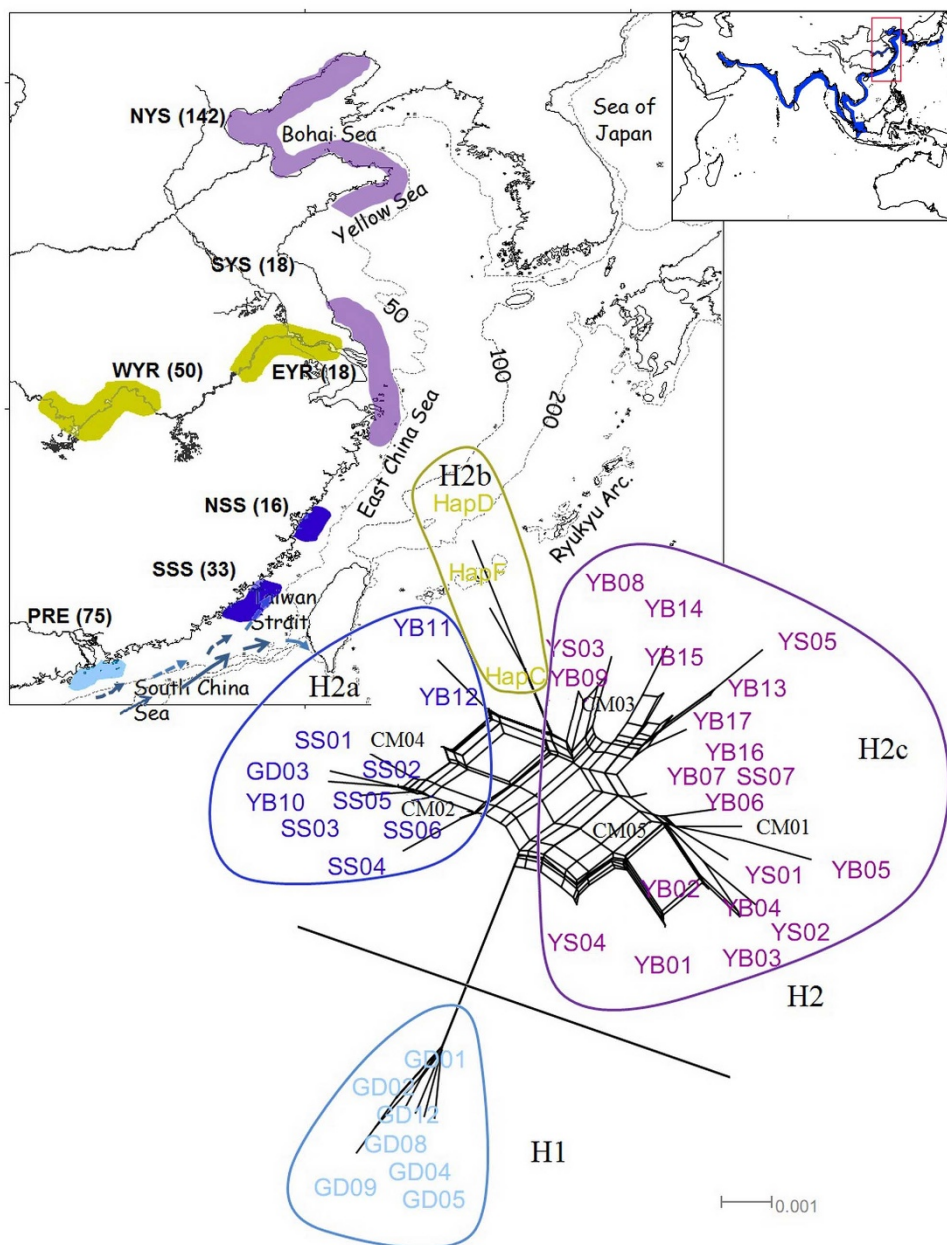 NYS (142)
Bohai Sea
Sea of
Japan
Yellow Sea
SYS (18)
50
WYR (50)
EYR (18)
100
200
East China Sea
H2b
HapD
NSS (16)
Ryukyu Arc.
SSS (33)
HapF
YB08
Taiwan
Strait
YB14
PRE (75)
YB11
YS03
YS05
H2a
South China
Sea
HapC
YB09
YB15
YB12
CM03
YB13
YB17
SS01
CM04
YB16
H2c
GD03
SS02
YB07
SS07
YB10
SS05
CM02
YB06
SS03
SS06
CM05
CM01
SS04
YS01
YB05
YB02
YB04
YS02
YS04
YB03
YB01
H2
GD01
GD02
GD12
GD08
H1
GD04
GD09
GD05
0.001